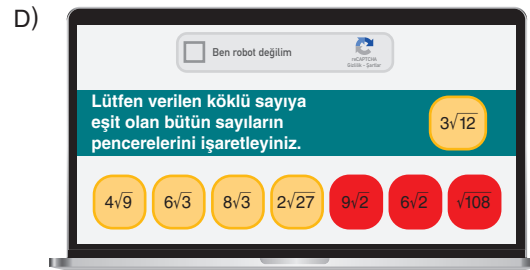 D)
Ben robot değilim
reCAPTCHA
Gizlilik - Şartlar
Lütfen verilen köklü sayıya
eşit olan bütün sayıların
pencerelerini işaretleyiniz.
3√12
4√9 6√3 8√3 2√27 9√2 6√2 √108